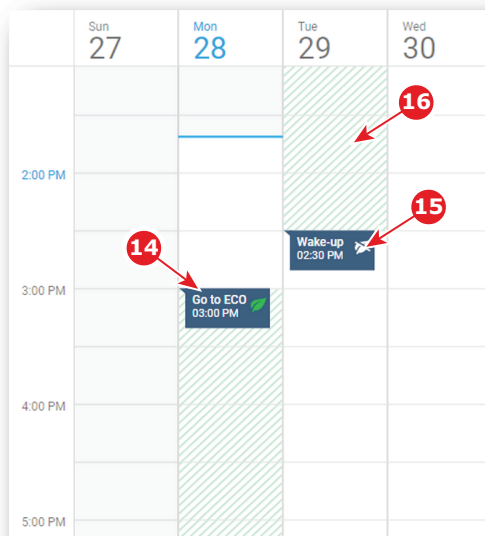 Sun Mon Tue Wed
27 28 29 30
16
2:00 PM
15
Wake-up
02:30 PM
14
3:00 PM
Go to ECO
03:00 PM
4:00 PM
5:00 PM